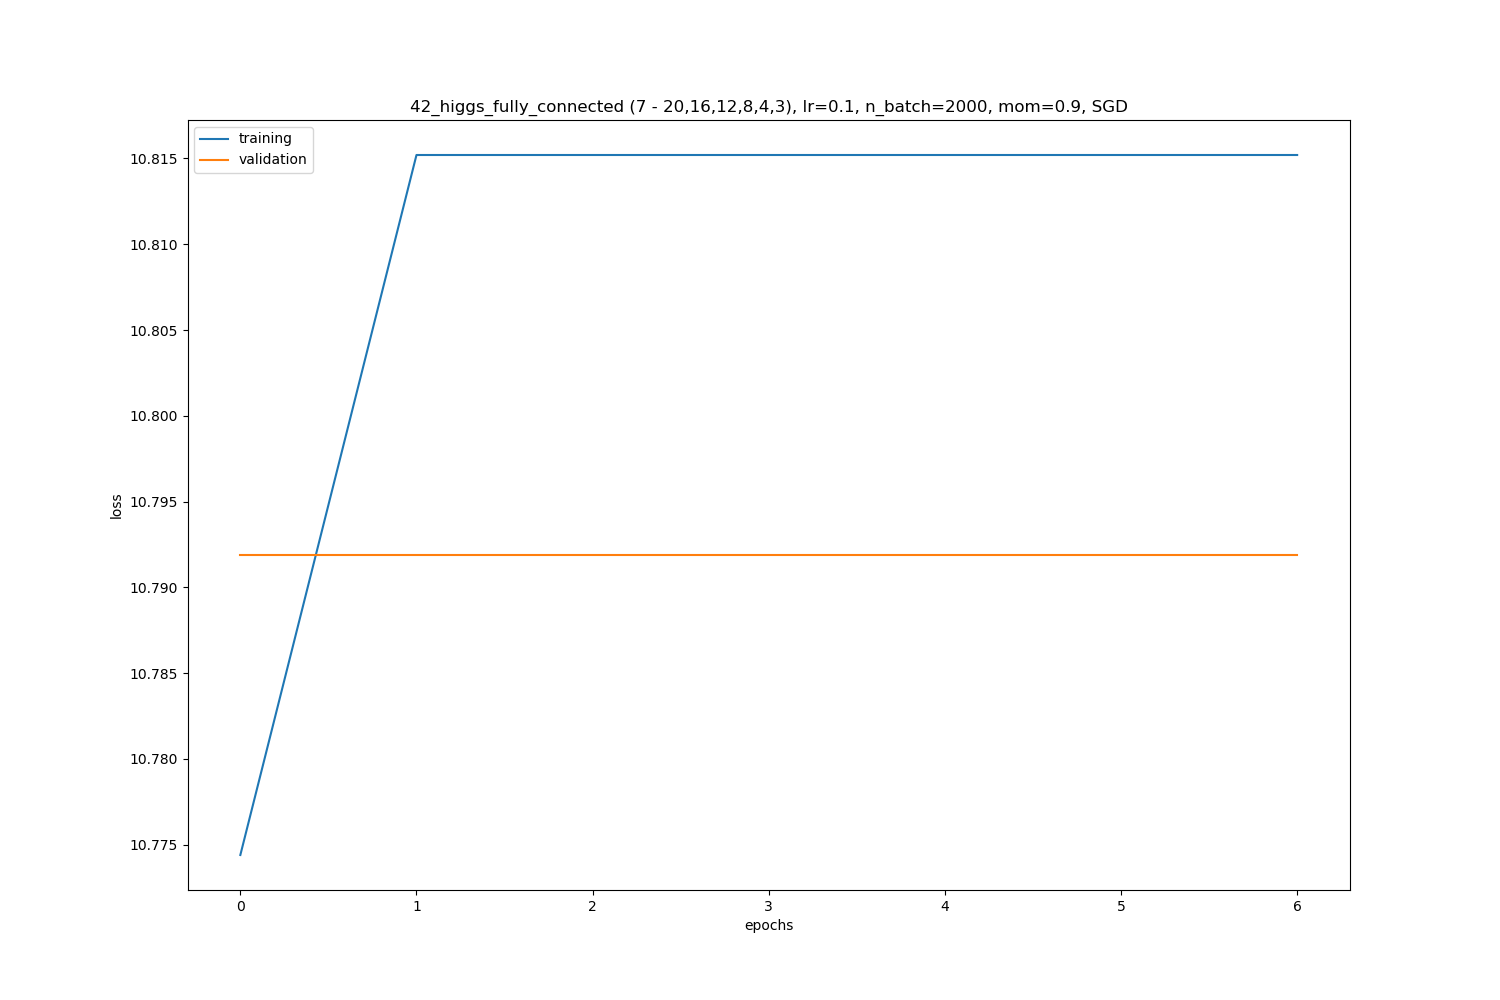 42_higgs_fully_connected (7 - 20,16,12,8,4,3), lr=0.1, n_batch=2000, mom=0.9, SGD
training
validation
10.815
10.810
10.805
10.800
10.795
10.790
10.785
10.780
10.775
loss
0 1 2 3 4 5 6
epochs